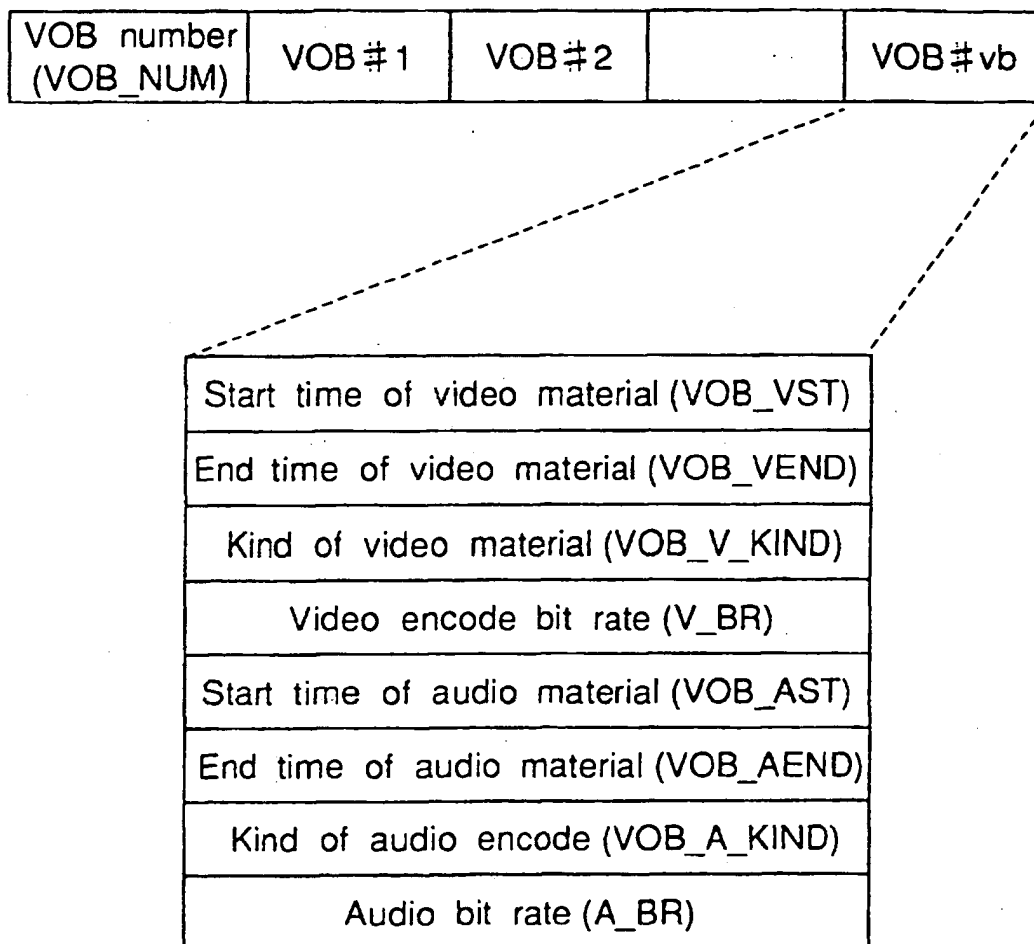 VOB number
(VOB_NUM)
VOB#1
VOB#2
VOB#vb
Start time of video material (VOB_VST)
End time of video material (VOB_VEND)
Kind of video material (VOB_V_KIND)
Video encode bit rate (V_BR)
Start time of audio material (VOB_AST)
End time of audio material (VOB_AEND)
Kind of audio encode (VOB_A_KIND)
Audio bit rate (A_BR)